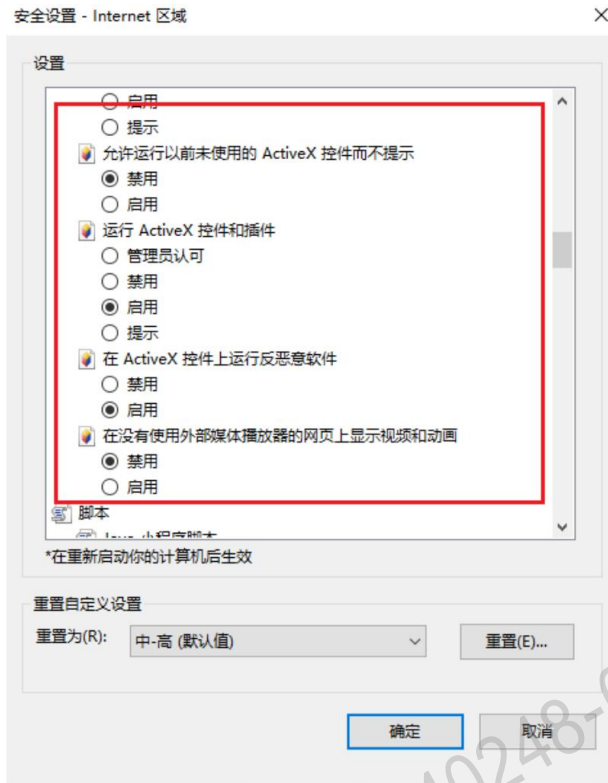 安全设置 - Internet 区域
设置
启用
提示
允许运行以前未使用的 ActiveX 控件而不提示
禁用
启用
运行 ActiveX 控件和插件
管理员认可
禁用
启用
提示
在 ActiveX 控件上运行反恶意软件
禁用
启用
在没有使用外部媒体播放器的网页上显示视频和动画
禁用
启用
脚本
Java 小程序脚本
*在重新启动你的计算机后生效
重置自定义设置
重置为(R):
中-高 (默认值)
重置(E)...
确定
取消